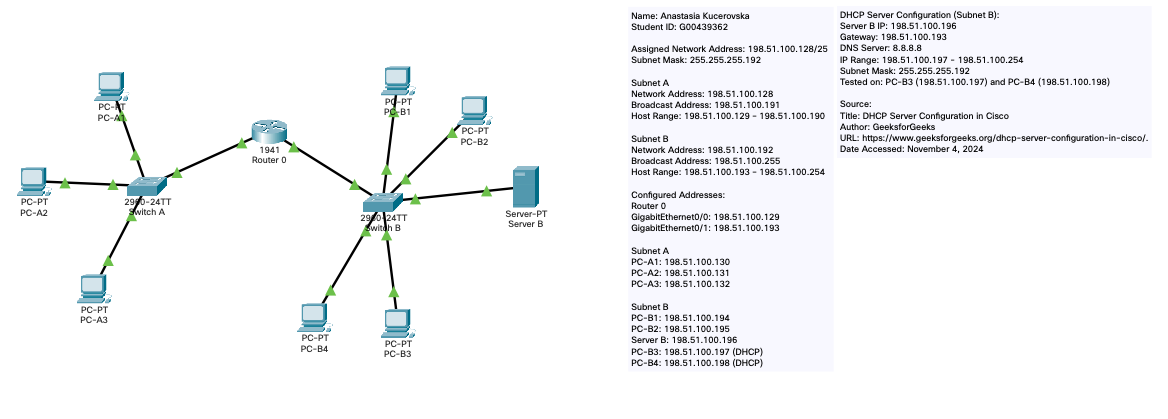 PC-PT
PC-A1
PC-PT
PC-A2
PC-PT
PC-A3
2960-24TT
Switch A
1941
Router 0
PC-PT
PC-B1
PC-PT
PC-B2
2960-24TT
Switch B
Server-PT
Server B
PC-PT
PC-B4
PC-PT
PC-B3
Name: Anastasia Kucerovska
Student ID: G00439362
Assigned Network Address: 198.51.100.128/25
Subnet Mask: 255.255.255.192
Subnet A
Network Address: 198.51.100.128
Broadcast Address: 198.51.100.191
Host Range: 198.51.100.129 - 198.51.100.190
Subnet B
Network Address: 198.51.100.192
Broadcast Address: 198.51.100.255
Host Range: 198.51.100.193 - 198.51.100.254
Configured Addresses:
Router 0
GigabitEthernet0/0: 198.51.100.129
GigabitEthernet0/1: 198.51.100.193
Subnet A
PC-A1: 198.51.100.130
PC-A2: 198.51.100.131
PC-A3: 198.51.100.132
Subnet B
PC-B1: 198.51.100.194
PC-B2: 198.51.100.195
Server B: 198.51.100.196
PC-B3: 198.51.100.197 (DHCP)
PC-B4: 198.51.100.198 (DHCP)
DHCP Server Configuration (Subnet B):
Server B IP: 198.51.100.196
Gateway: 198.51.100.193
DNS Server: 8.8.8.8
IP Range: 198.51.100.197 - 198.51.100.254
Subnet Mask: 255.255.255.192
Tested on: PC-B3 (198.51.100.197) and PC-B4 (198.51.100.198)
Source:
Title: DHCP Server Configuration in Cisco
Author: GeeksforGeeks
URL: https://www.geeksforgeeks.org/dhcp-server-configuration-in-cisco/.
Date Accessed: November 4, 2024